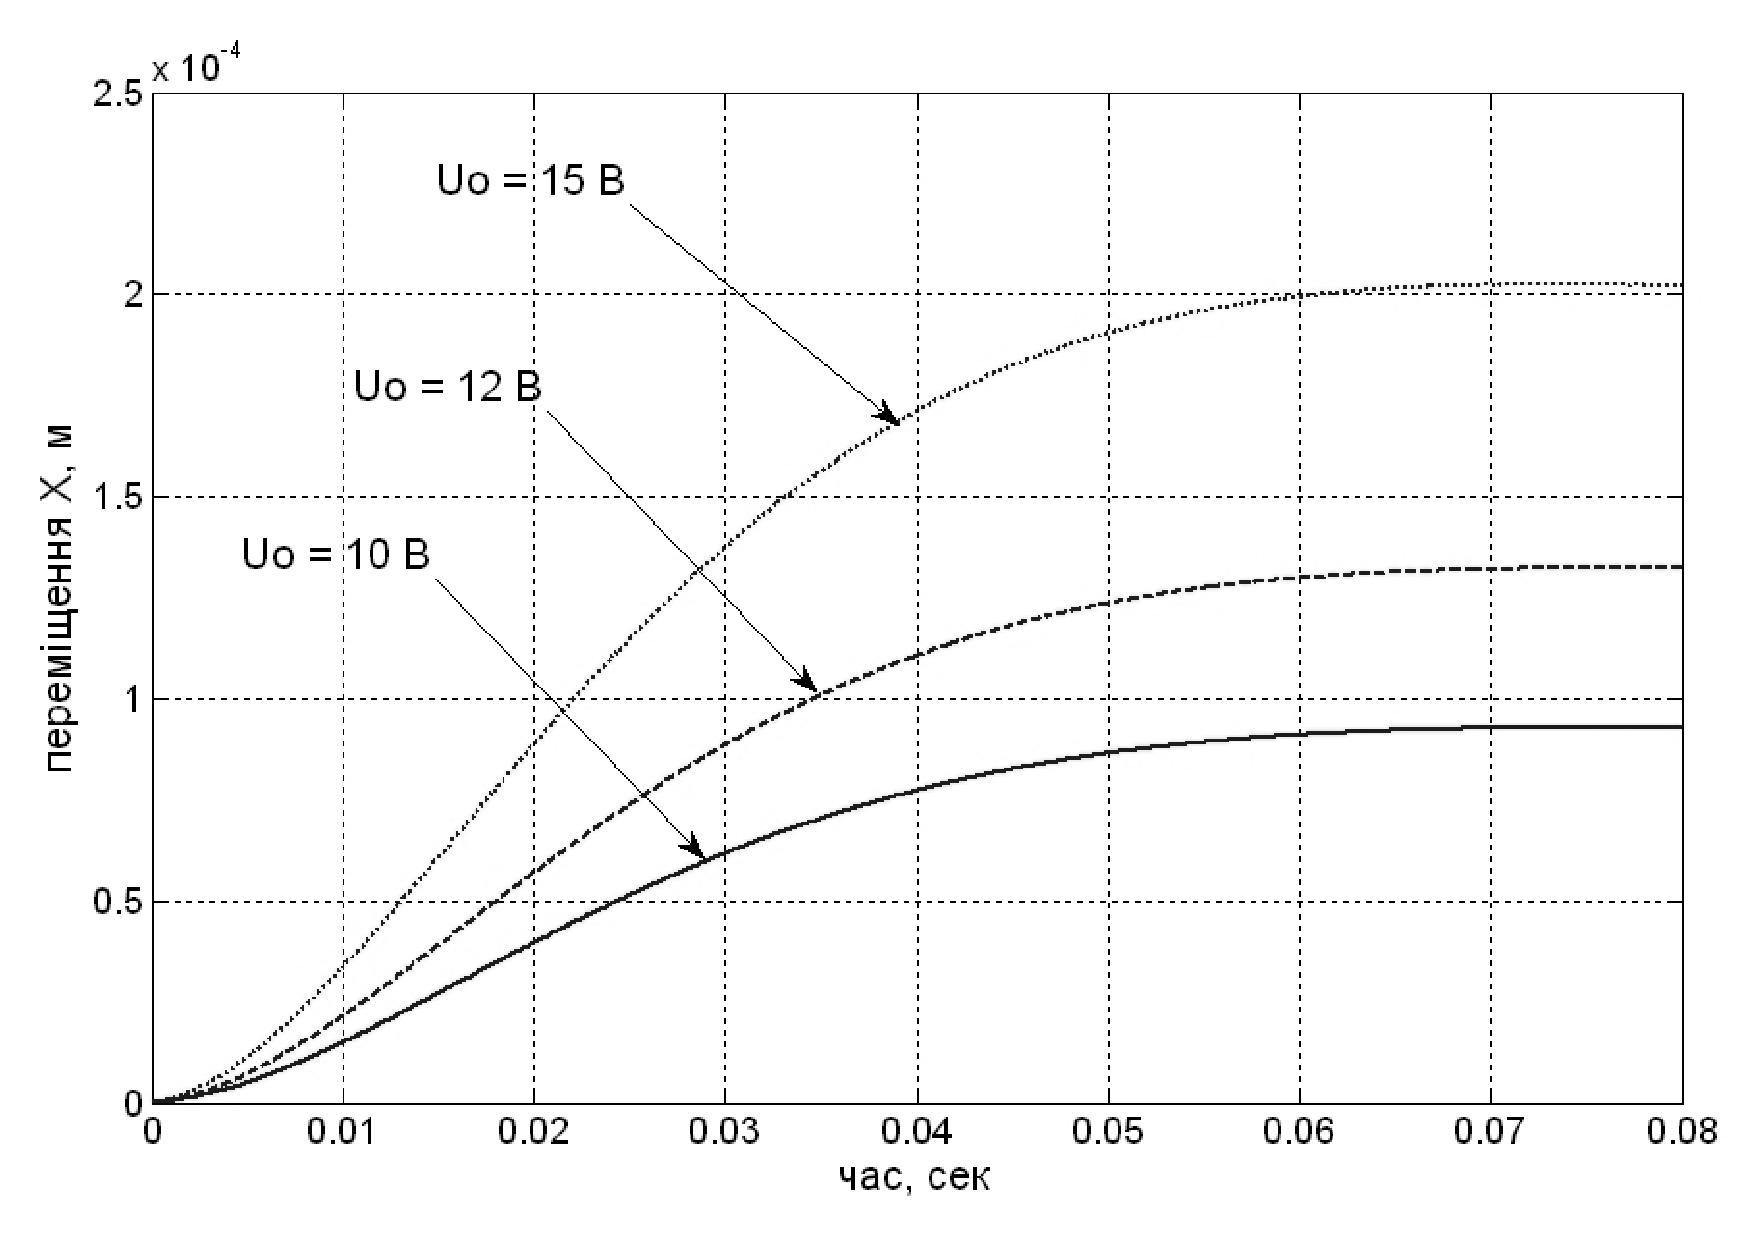 x 10⁻⁴
2.5
Uo = 15 В
2
Uo = 12 В
1.5
Uo = 10 В
переміщення X, м
1
0.5
0
0 0.01 0.02 0.03 0.04 0.05 0.06 0.07 0.08
час, сек